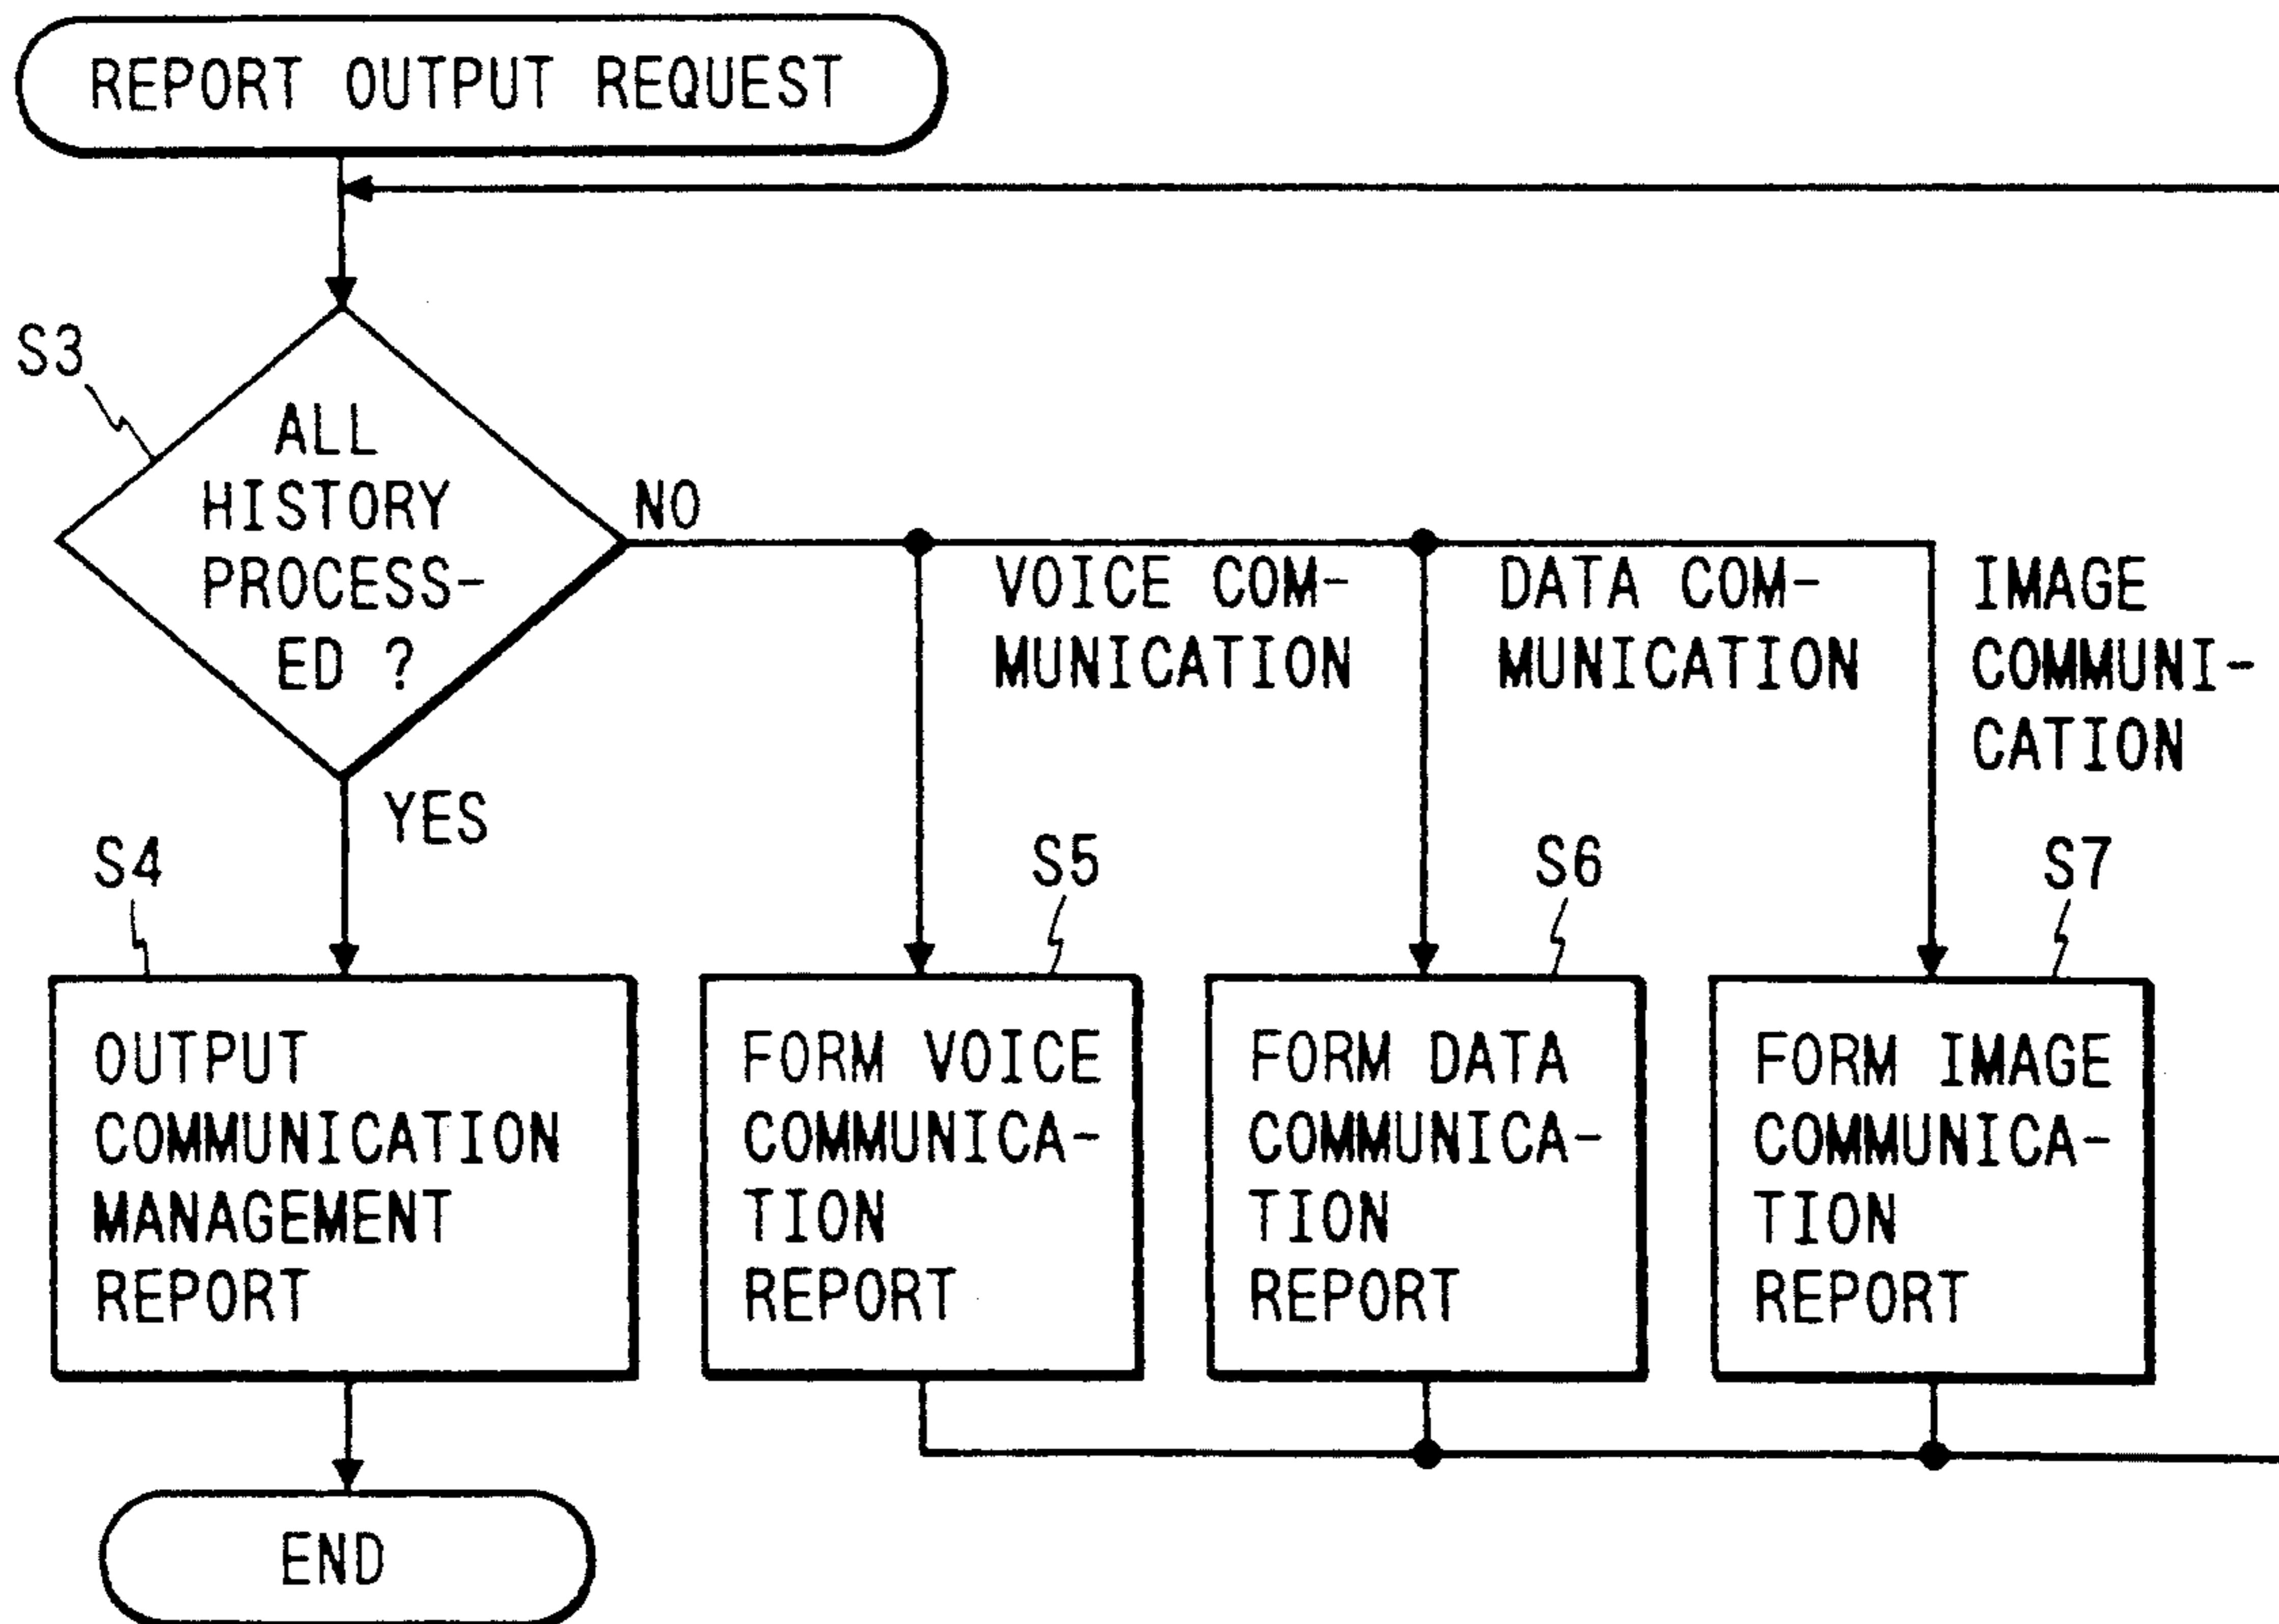 REPORT OUTPUT REQUEST
S3
ALL
HISTORY
PROCESS-
ED ?
NO
YES
VOICE COM-
MUNICATION
DATA COM-
MUNICATION
IMAGE
COMMUNI-
CATION
S4
OUTPUT
COMMUNICATION
MANAGEMENT
REPORT
S5
FORM VOICE
COMMUNICA-
TION
REPORT
S6
FORM DATA
COMMUNICA-
TION
REPORT
S7
FORM IMAGE
COMMUNICA-
TION
REPORT
END